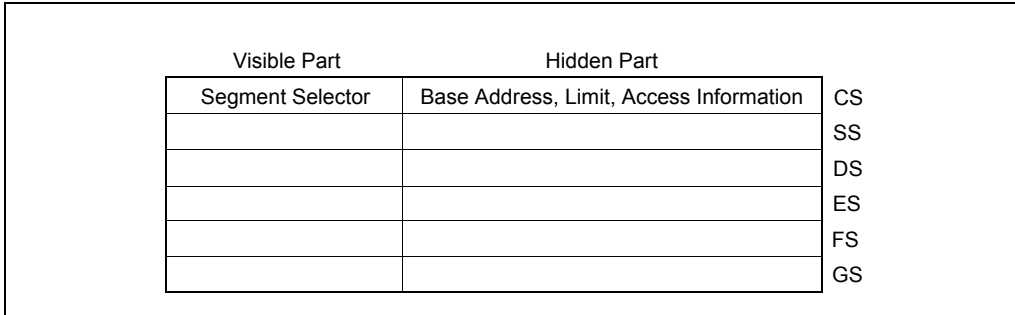 Visible Part Hidden Part
Segment Selector Base Address, Limit, Access Information CS
SS
DS
ES
FS
GS